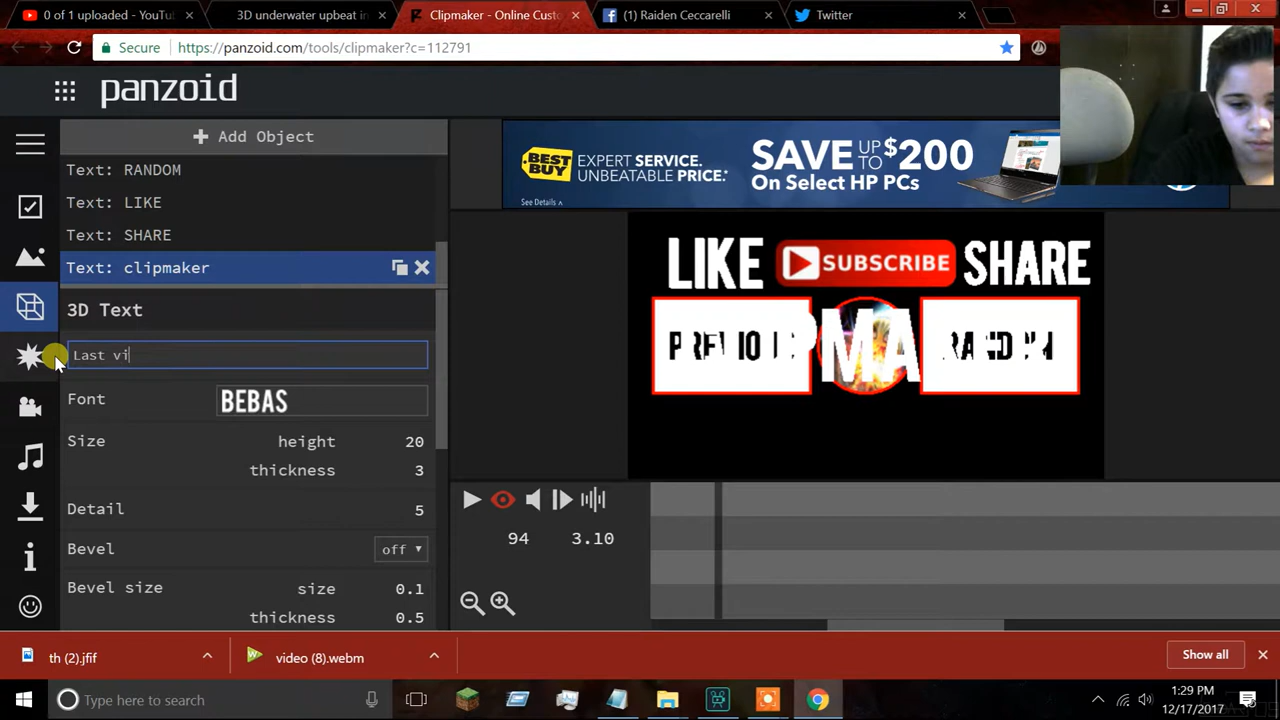 0 of 1 uploaded - YouTu
3D underwater upbeat in
Clipmaker - Online Custo
(1) Raiden Ceccarelli
Twitter
Secure
https://panzoid.com/tools/clipmaker?c=112791
panzoid
Add Object
Text: RANDOM
Text: LIKE
Text: SHARE
Text: clipmaker
3D Text
Last vi
Font
BEBAS
Size
height
20
thickness
3
Detail
5
Bevel
off
Bevel size
size
0.1
thickness
0.5
BEST BUY
EXPERT SERVICE.
UNBEATABLE PRICE.*
See Details
SAVE UP TO $200
On Select HP PCs
LIKE
SUBSCRIBE
SHARE
94
3.10
th (2).jfif
video (8).webm
Show all
Type here to search
1:29 PM
12/17/2017